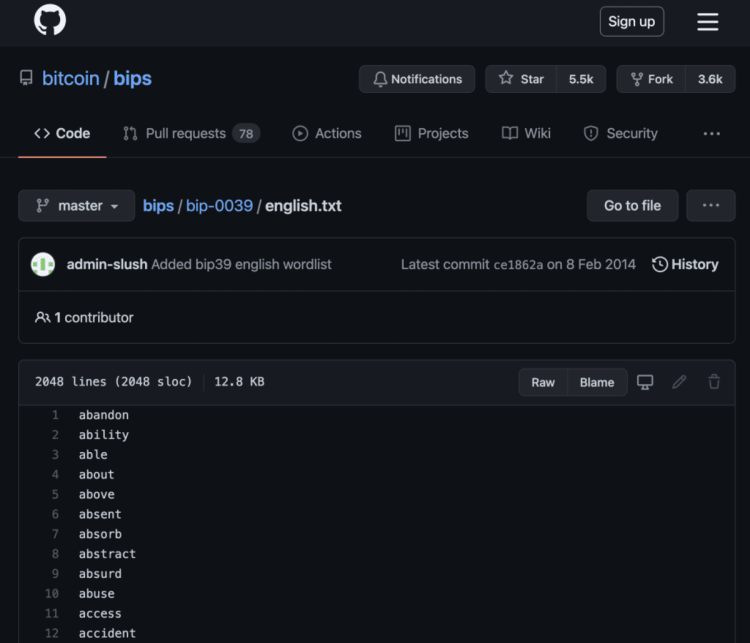 Sign up
bitcoin / bips
Notifications
Star 5.5k
Fork 3.6k
<> Code
Pull requests 78
Actions
Projects
Wiki
Security
...
master
bips / bip-0039 / english.txt
Go to file
...
admin-slush Added bip39 english wordlist
Latest commit ce1862a on 8 Feb 2014
History
1 contributor
2048 lines (2048 sloc) 12.8 KB
Raw
Blame
1 abandon
2 ability
3 able
4 about
5 above
6 absent
7 absorb
8 abstract
9 absurd
10 abuse
11 access
12 accident